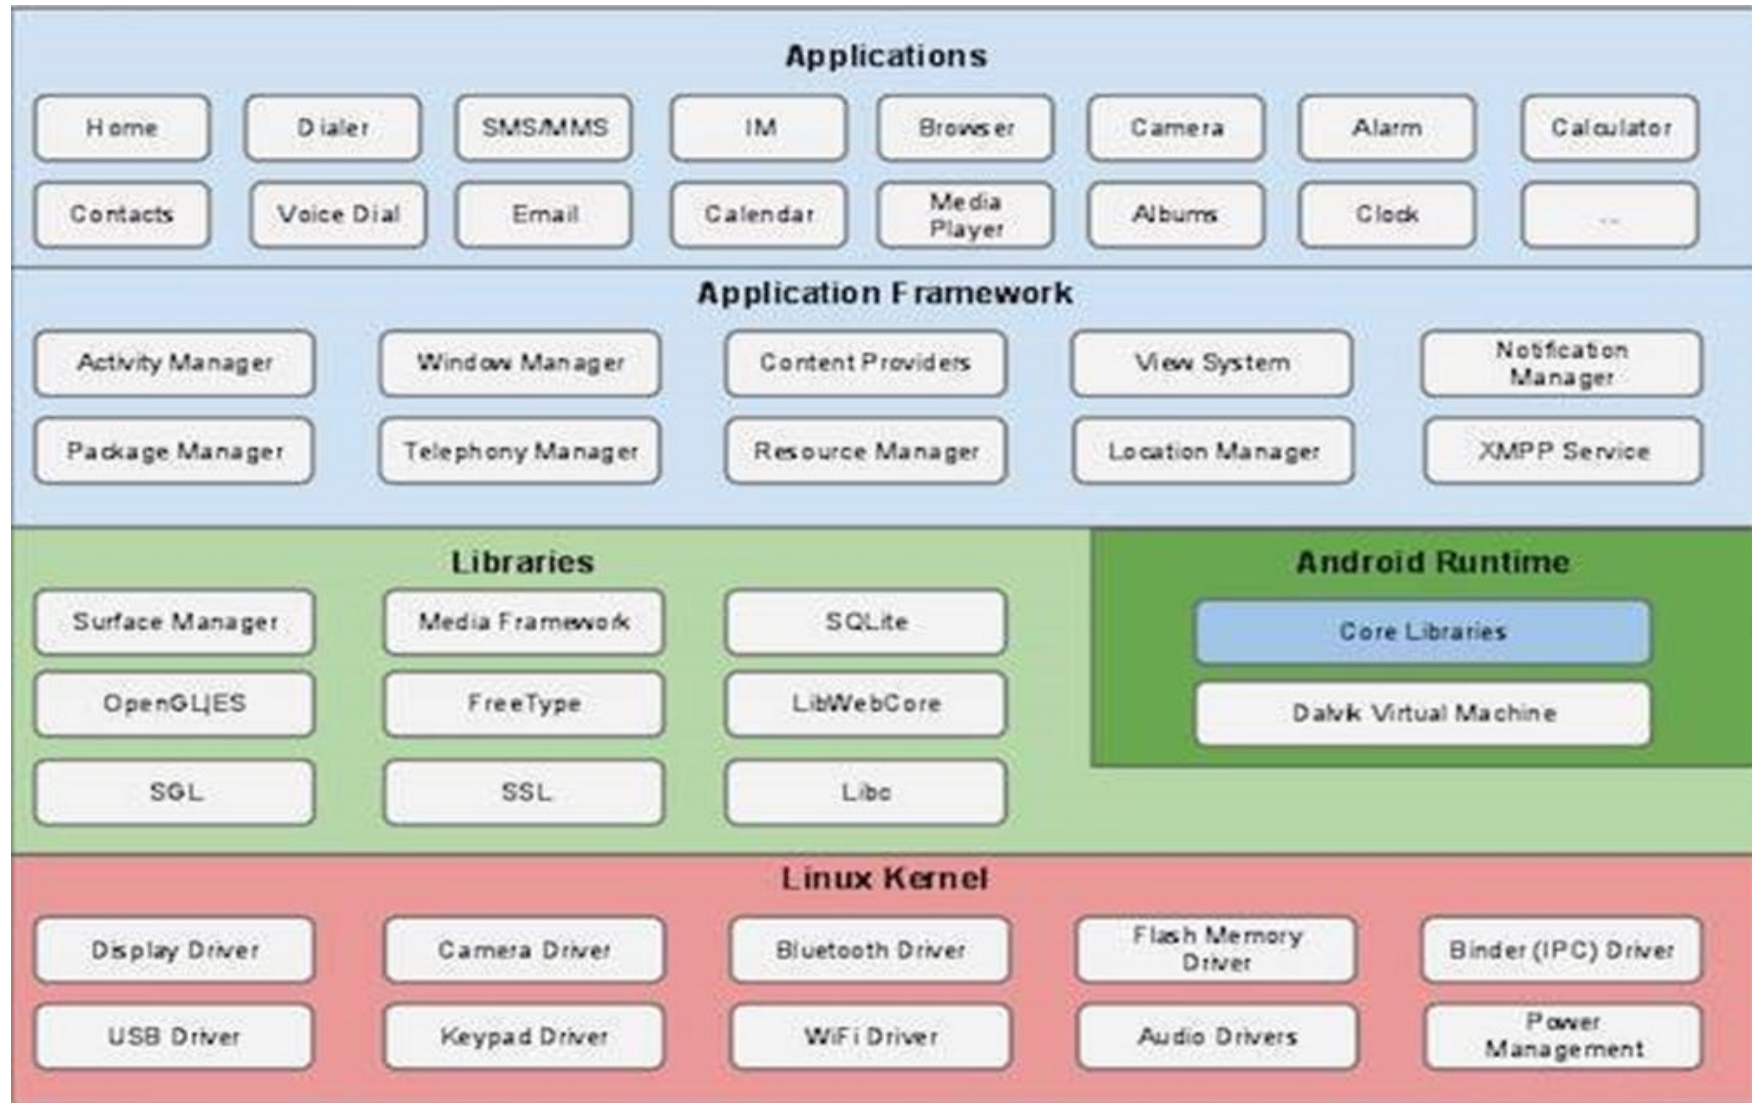 Applications
Home
Dialer
SMS/MMS
IM
Browser
Camera
Alarm
Calculator
Contacts
Voice Dial
Email
Calendar
Media
Player
Albums
Clock
...
Application Framework
Activity Manager
Window Manager
Content Providers
View System
Notification
Manager
Package Manager
Telephony Manager
Resource Manager
Location Manager
XMPP Service
Libraries
Surface Manager
Media Framework
SQLite
OpenGL|ES
FreeType
LibWebCore
SGL
SSL
Libc
Android Runtime
Core Libraries
Dalvik Virtual Machine
Linux Kernel
Display Driver
Camera Driver
Bluetooth Driver
Flash Memory
Driver
Binder (IPC) Driver
USB Driver
Keypad Driver
WiFi Driver
Audio Drivers
Power
Management